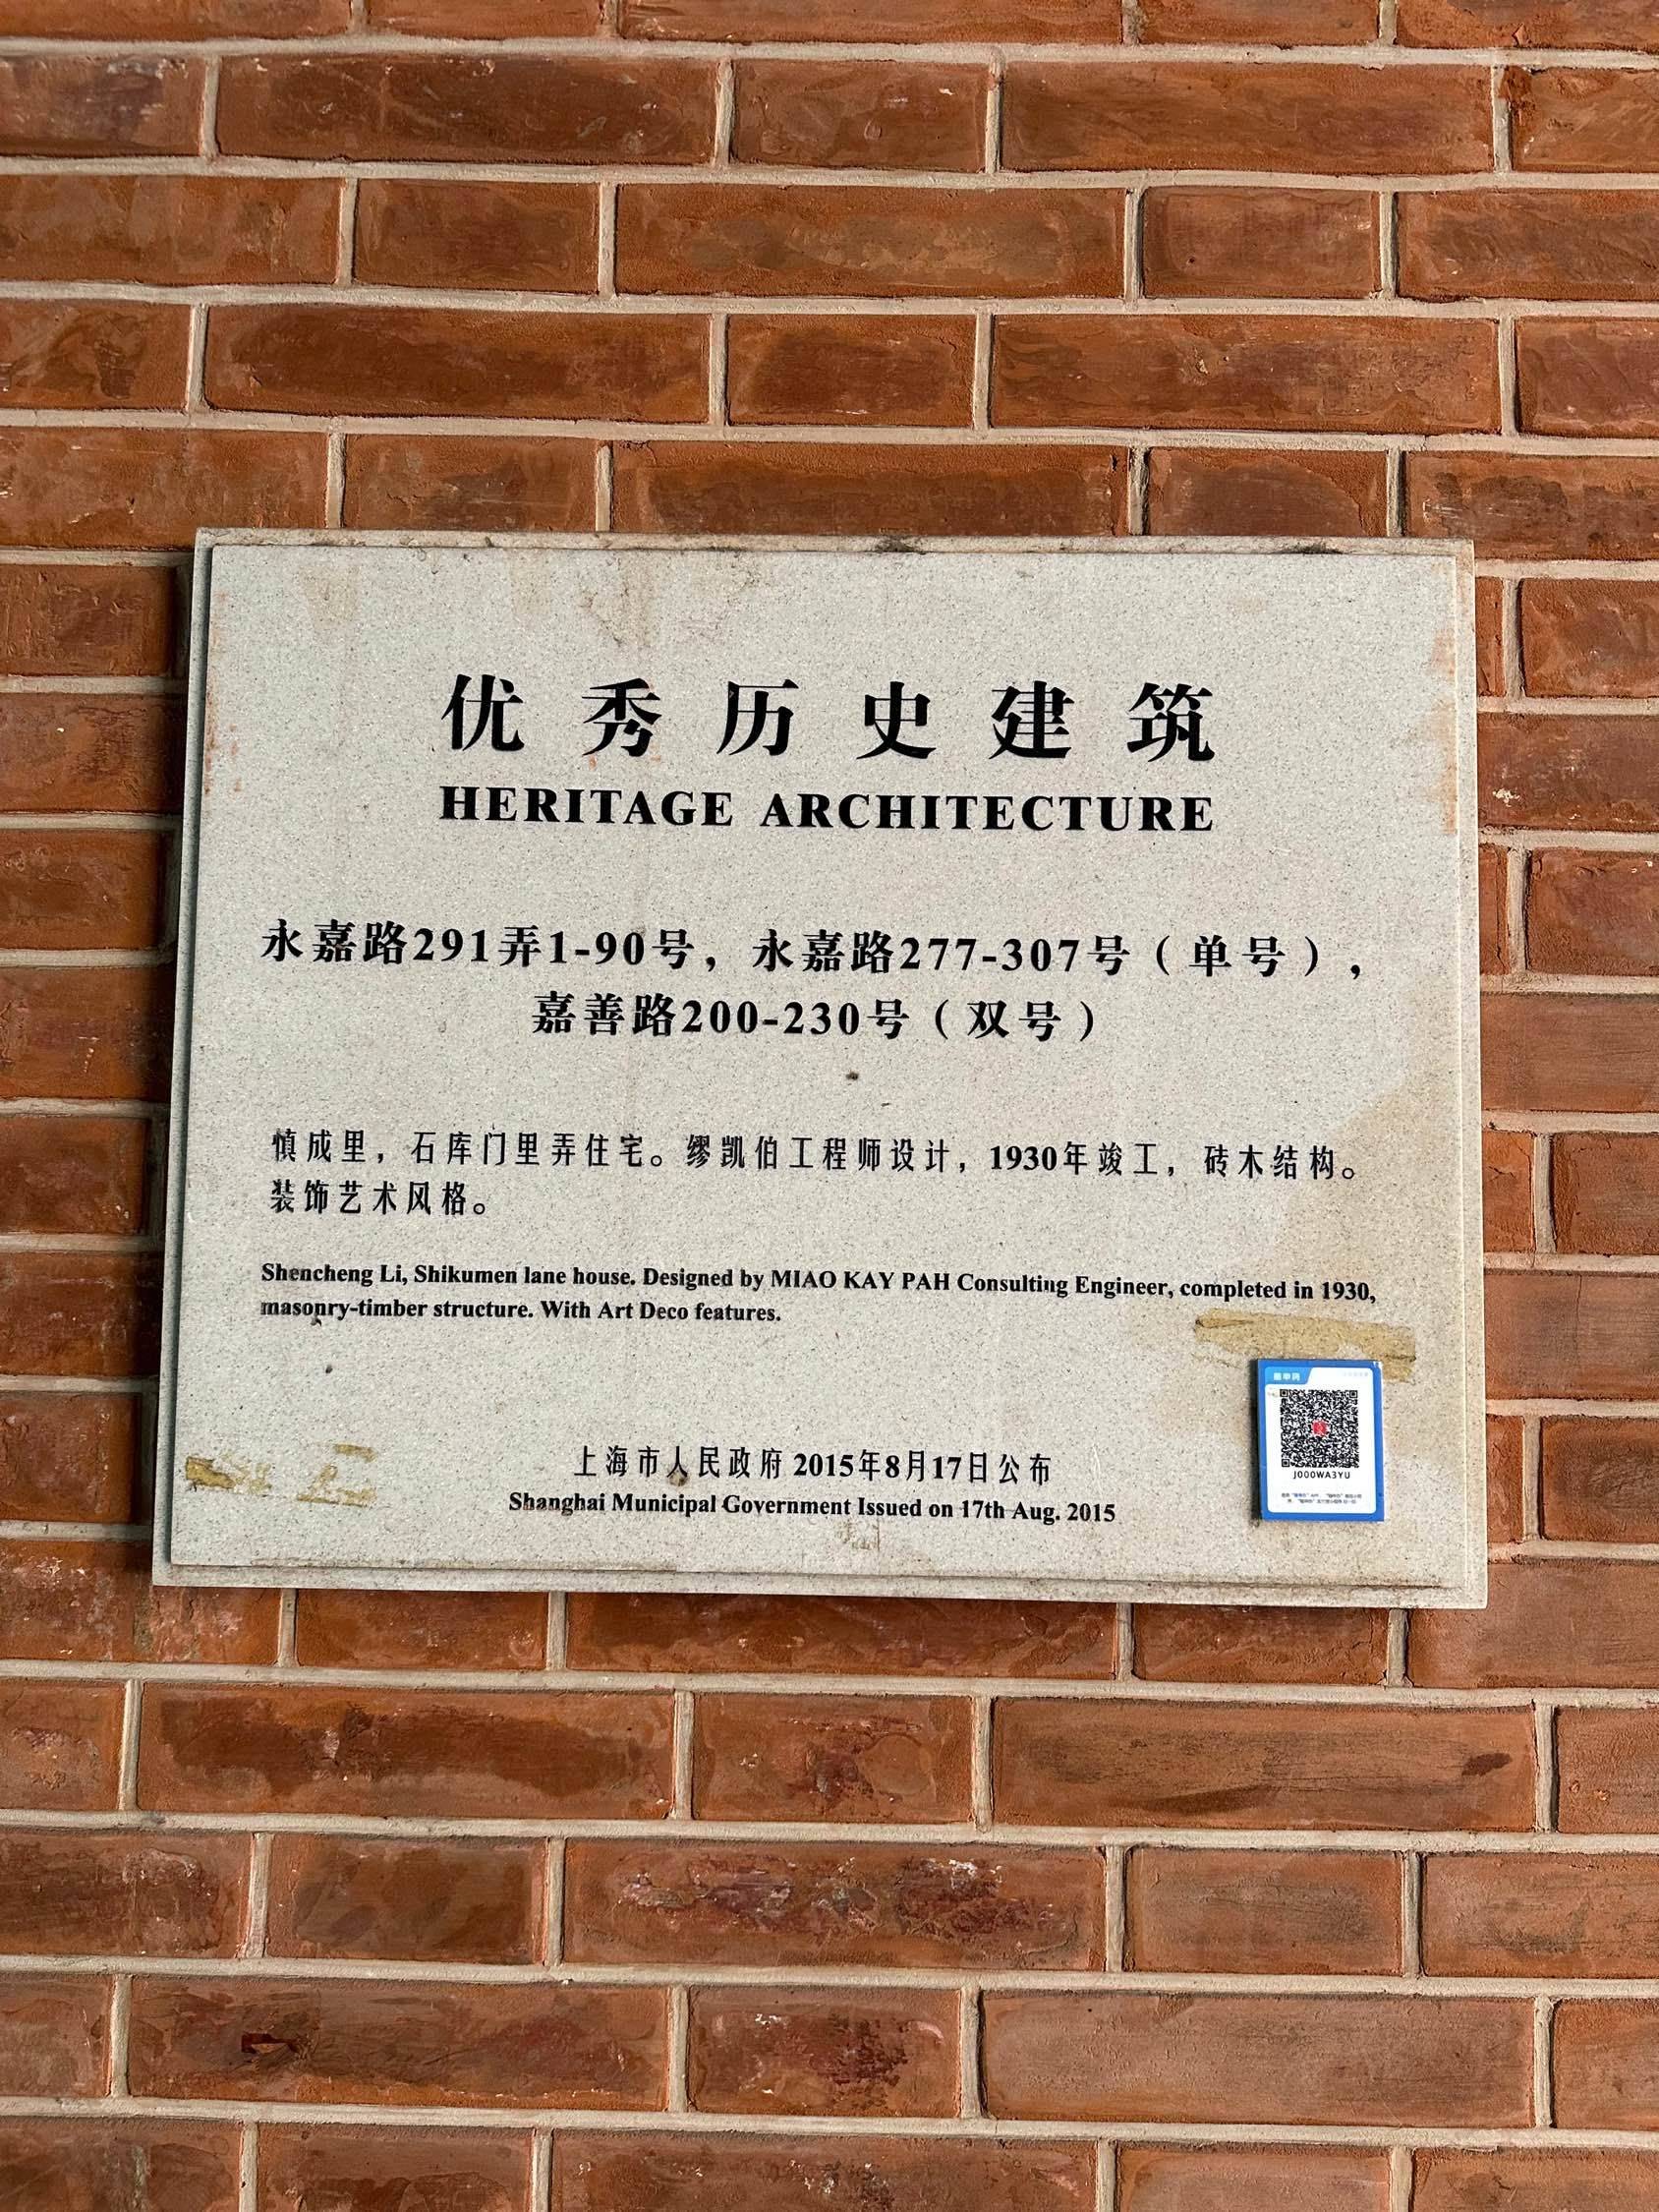 优秀历史建筑
HERITAGE ARCHITECTURE
永嘉路291弄1-90号，永嘉路277-307号（单号），
嘉善路200-230号（双号）
慎成里，石库门里弄住宅。缪凯伯工程师设计，1930年竣工，砖木结构。
装饰艺术风格。
Shencheng Li, Shikumen lane house. Designed by MIAO KAY PAH Consulting Engineer, completed in 1930,
masonry-timber structure. With Art Deco features.
J000WA3YU
上海市人民政府 2015年8月17日公布
Shanghai Municipal Government Issued on 17th Aug. 2015